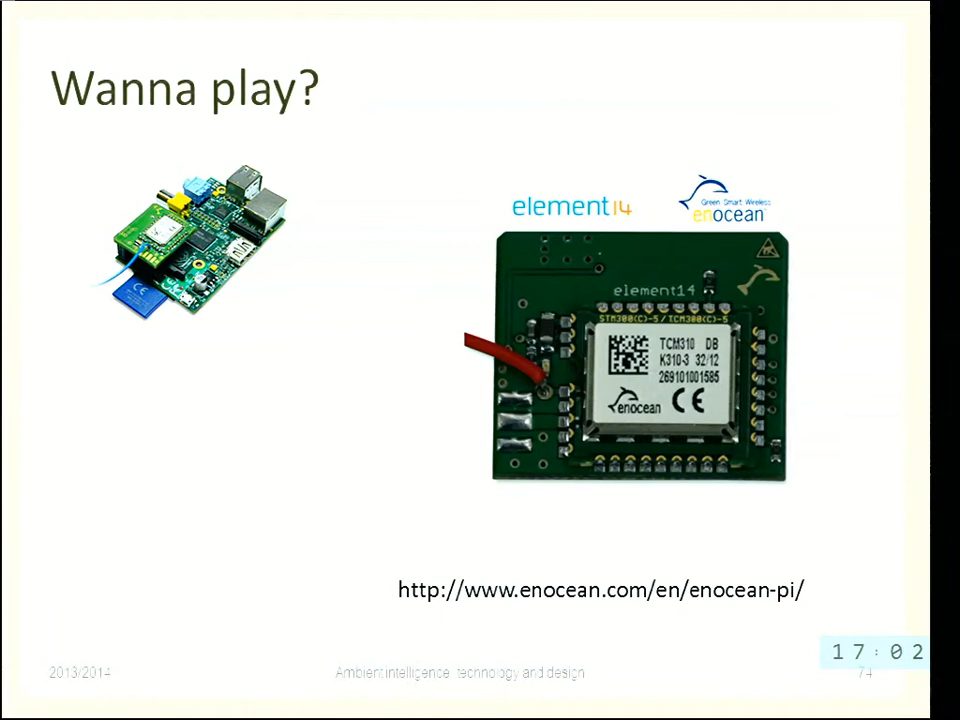 Wanna play?
element14
Green Smart Wireless
enocean
element14
STM300(C)-5/TCM300(C)-5
TCM310 DB
K310-3 32/12
269101001585
enocean CE
http://www.enocean.com/en/enocean-pi/
17:02
2013/2014
Ambient intelligence: technology and design
74